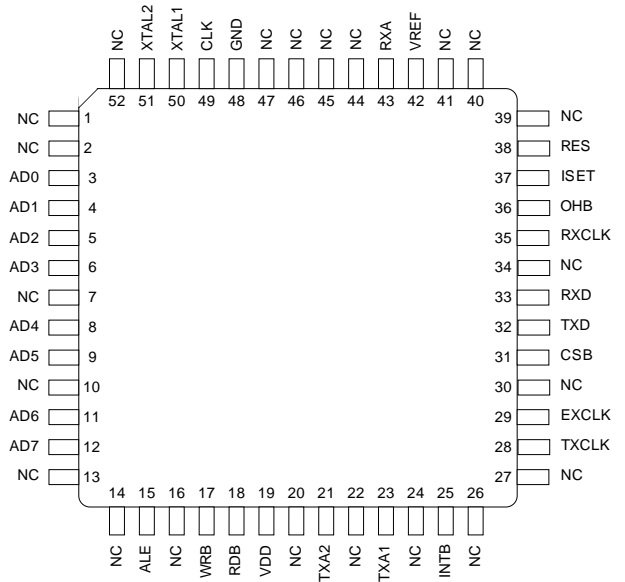 NC XTAL2 XTAL1 CLK GND NC NC NC NC RXA VREF NC NC
52 51 50 49 48 47 46 45 44 43 42 41 40
NC 1 39 NC
NC 2 38 RES
AD0 3 37 ISET
AD1 4 36 OHB
AD2 5 35 RXCLK
AD3 6 34 NC
NC 7 33 RXD
AD4 8 32 TXD
AD5 9 31 CSB
NC 10 30 NC
AD6 11 29 EXCLK
AD7 12 28 TXCLK
NC 13 27 NC
14 15 16 17 18 19 20 21 22 23 24 25 26
NC ALE NC WRB RDB VDD NC TXA2 NC TXA1 NC INTB NC